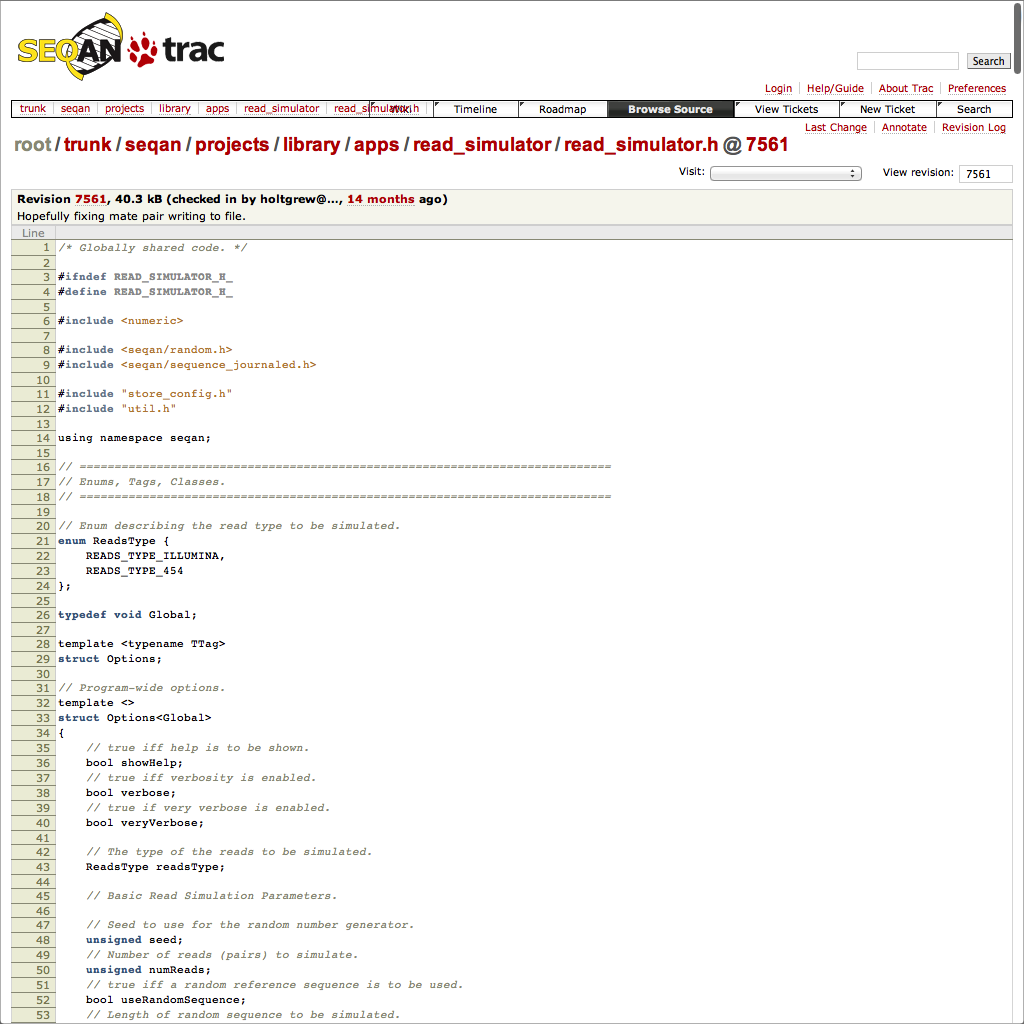 SEQAN trac
Search
Login Help/Guide About Trac Preferences
trunk seqan projects library apps read_simulator read_simulator.h Wiki Timeline Roadmap Browse Source View Tickets New Ticket Search
Last Change Annotate Revision Log
root/trunk/seqan/projects/library/apps/read_simulator/read_simulator.h @ 7561
Visit: View revision: 7561
Revision 7561, 40.3 kB (checked in by holtgrew@..., 14 months ago)
Hopefully fixing mate pair writing to file.
Line
1 /* Globally shared code. */
2
3 #ifndef READ_SIMULATOR_H_
4 #define READ_SIMULATOR_H_
5
6 #include <numeric>
7
8 #include <seqan/random.h>
9 #include <seqan/sequence_journaled.h>
10
11 #include "store_config.h"
12 #include "util.h"
13
14 using namespace seqan;
15
16 // ============================================================================
17 // Enums, Tags, Classes.
18 // ============================================================================
19
20 // Enum describing the read type to be simulated.
21 enum ReadsType {
22     READS_TYPE_ILLUMINA,
23     READS_TYPE_454
24 };
25
26 typedef void Global;
27
28 template <typename TTag>
29 struct Options;
30
31 // Program-wide options.
32 template <>
33 struct Options<Global>
34 {
35     // true iff help is to be shown.
36     bool showHelp;
37     // true iff verbosity is enabled.
38     bool verbose;
39     // true if very verbose is enabled.
40     bool veryVerbose;
41
42     // The type of the reads to be simulated.
43     ReadsType readsType;
44
45     // Basic Read Simulation Parameters.
46
47     // Seed to use for the random number generator.
48     unsigned seed;
49     // Number of reads (pairs) to simulate.
50     unsigned numReads;
51     // true iff a random reference sequence is to be used.
52     bool useRandomSequence;
53     // Length of random sequence to be simulated.